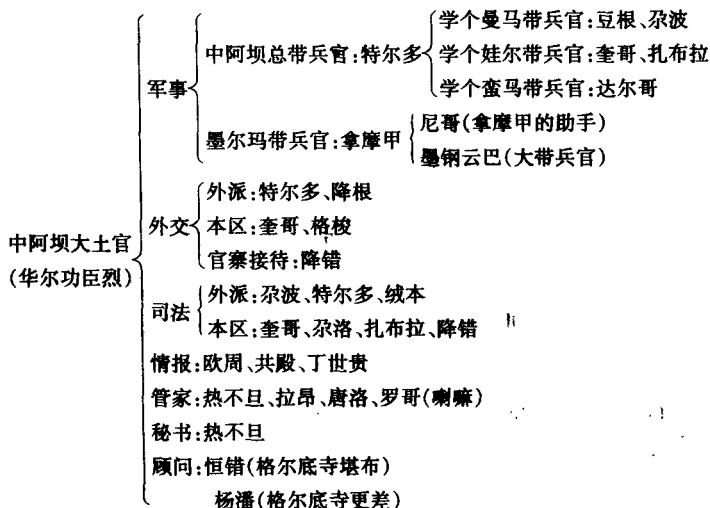 学个曼马带兵官:豆根、尕波
中阿坝总带兵官:特尔多
学个娃尔带兵官:奎哥、扎布拉
军事
学个蛮马带兵官:达尔哥
尼哥(拿摩甲的助手)
墨尔玛带兵官:拿摩甲
墨钢云巴(大带兵官)
外派:特尔多、降根
外交
本区:奎哥、格梭
中阿坝大土官
官寨接待:降错
(华尔功臣烈)
外派:尕波、特尔多、绒本
司法
本区:奎哥、尕洛、扎布拉、降错
情报:欧周、共殿、丁世贵
管家:热不旦、拉昂、唐洛、罗哥(喇嘛)
秘书:热不旦
顾问:恒错(格尔底寺堪布)
杨潘(格尔底寺更差)